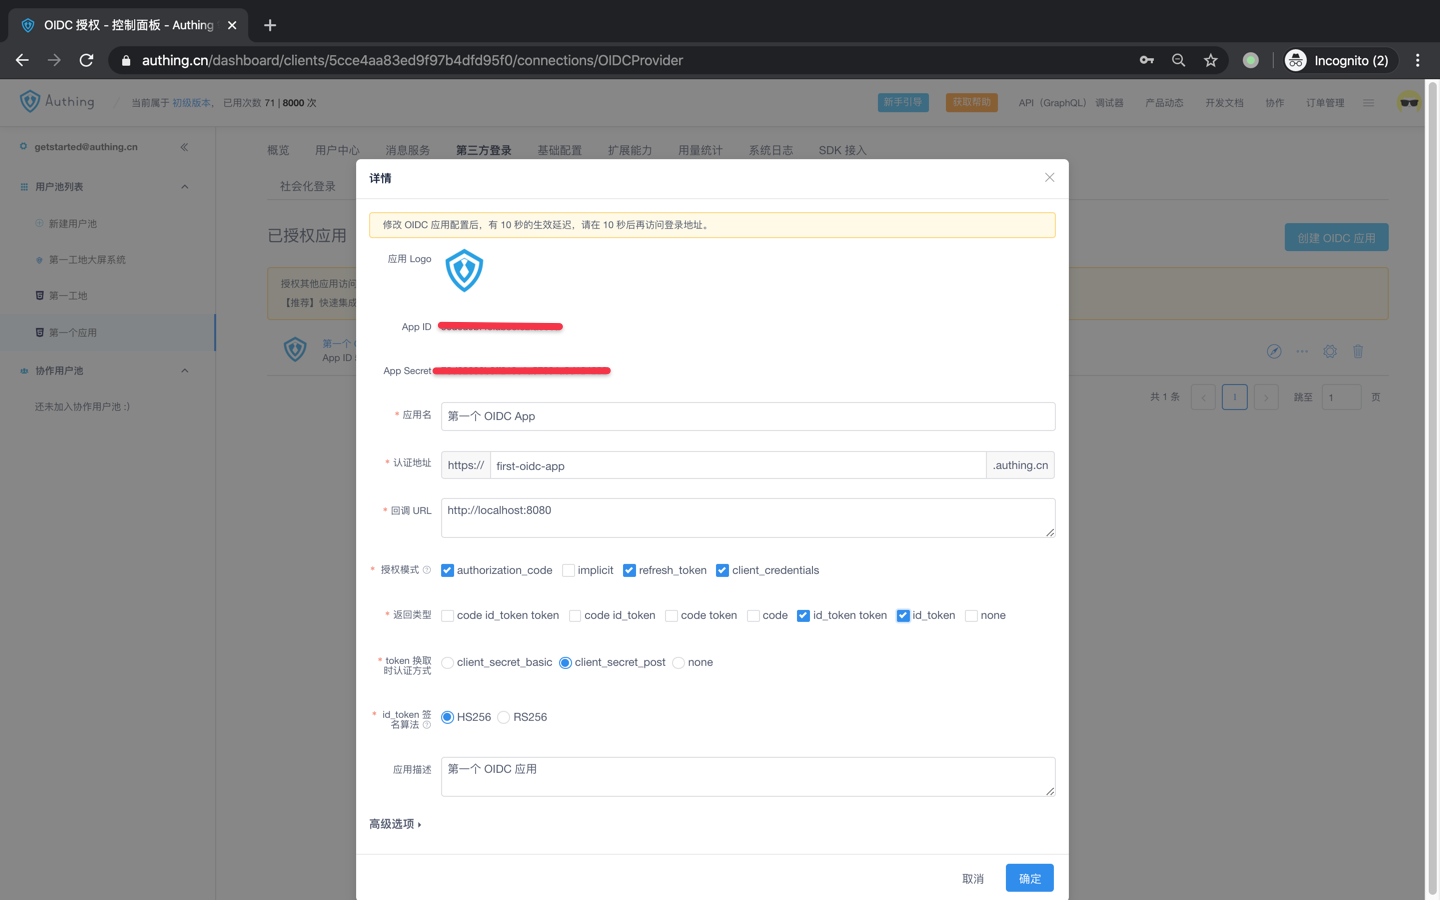 OIDC 授权 - 控制面板 - Authing
authing.cn/dashboard/clients/5cce4aa83ed9f97b4dfd95f0/connections/OIDCProvider
Incognito (2)
Authing
当前属于 初级版本， 已用次数 71 | 8000 次
新手引导
获取帮助
API（GraphQL） 调试器
产品动态
开发文档
协作
订单管理
getstarted@authing.cn
用户池列表
新建用户池
第一工地大屏系统
第一工地
第一个应用
协作用户池
还未加入协作用户池 :)
概览
用户中心
消息服务
第三方登录
基础配置
扩展能力
用量统计
系统日志
SDK 接入
社会化登录
已授权应用
创建 OIDC 应用
授权其他应用访问
【推荐】快速集成
第一个
App ID
共 1 条
1
跳至
1
页
详情
修改 OIDC 应用配置后，有 10 秒的生效延迟，请在 10 秒后再访问登录地址。
应用 Logo
App ID
App Secret
* 应用名
第一个 OIDC App
* 认证地址
https://
first-oidc-app
.authing.cn
* 回调 URL
http://localhost:8080
* 授权模式
authorization_code
implicit
refresh_token
client_credentials
* 返回类型
code id_token token
code id_token
code token
code
id_token token
id_token
none
* token 换取
时认证方式
client_secret_basic
client_secret_post
none
* id_token 签
名算法
HS256
RS256
应用描述
第一个 OIDC 应用
高级选项
取消
确定